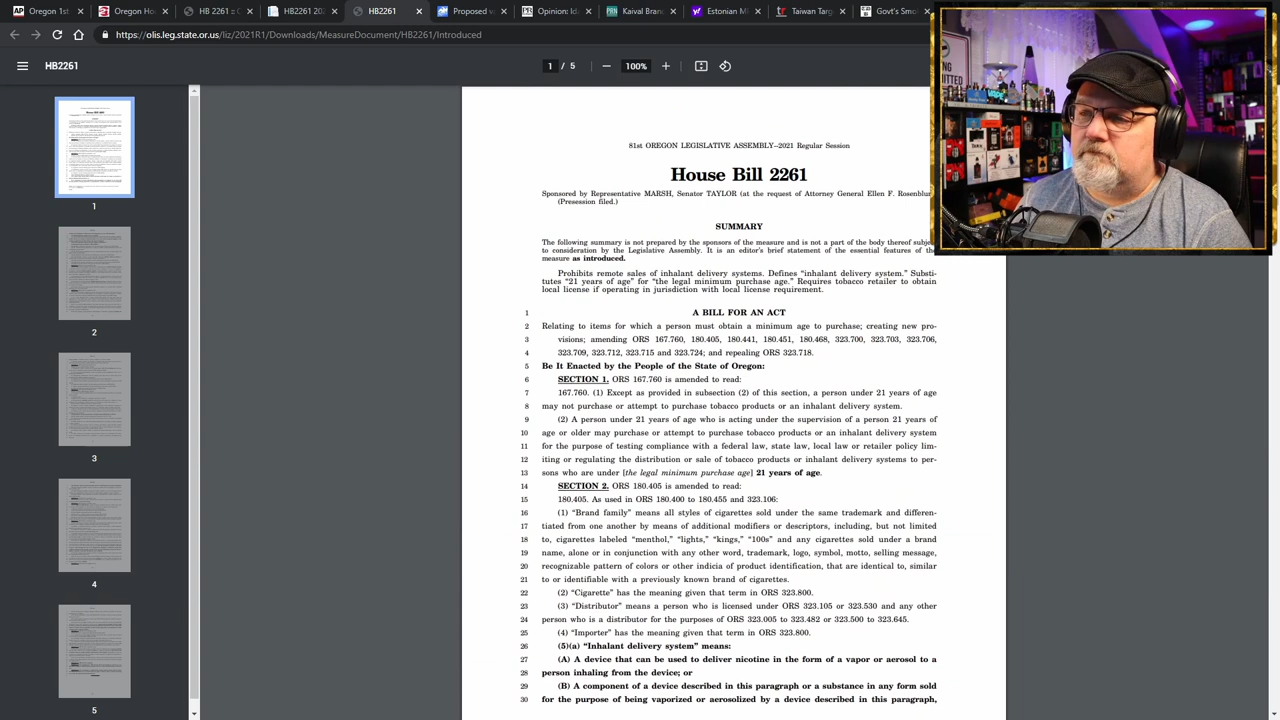 HB 2261
HB2261
Opinion
Kaival Branc
Estonia Mini
Taiwan Targe
Gort's Smok
https://olis.leg.state.or.us/
Downloads/MeasureDocument/HB2261/Introduced
HB2261
1 / 5
100%
1
2
3
4
5
81st OREGON LEGISLATIVE ASSEMBLY--2021 Regular Session
House Bill 2261
Sponsored by Representative MARSH, Senator TAYLOR (at the request of Attorney General Ellen F. Rosenblu
(Presession filed.)
SUMMARY
The following summary is not prepared by the sponsors of the measure and is not a part of the body thereof subje
to consideration by the Legislative Assembly. It is an editor's brief statement of the essential features of the
measure as introduced.
Prohibits remote sales of inhalant delivery systems. Defines “inhalant delivery system.” Substi-
tutes “21 years of age” for “the legal minimum purchase age.” Requires tobacco retailer to obtain
local license if operating in jurisdiction with local license requirement.
1 A BILL FOR AN ACT
2 Relating to items for which a person must obtain a minimum age to purchase; creating new pro-
3 visions; amending ORS 167.760, 180.405, 180.441, 180.451, 180.468, 323.700, 323.703, 323.706,
4 323.709, 323.712, 323.715 and 323.724; and repealing ORS 323.718.
5 Be It Enacted by the People of the State of Oregon:
6 SECTION 1. ORS 167.760 is amended to read:
7 167.760. (1) Except as provided in subsection (2) of this section, a person under 21 years of age
8 may not purchase or attempt to purchase tobacco products or an inhalant delivery system.
9 (2) A person under 21 years of age who is acting under the supervision of a person 21 years of
10 age or older may purchase or attempt to purchase tobacco products or an inhalant delivery system
11 for the purpose of testing compliance with a federal law, state law, local law or retailer policy lim-
12 iting or regulating the distribution or sale of tobacco products or inhalant delivery systems to per-
13 sons who are under [the legal minimum purchase age] 21 years of age.
14 SECTION 2. ORS 180.405 is amended to read:
15 180.405. As used in ORS 180.400 to 180.455 and 323.106:
16 (1) “Brand family” means all styles of cigarettes sold under the same trademark and differen-
17 tiated from one another by means of additional modifiers or descriptors, including, but not limited
18 to, cigarettes labeled “menthol,” “lights,” “kings,” “100s” and any cigarettes sold under a brand
19 name, alone or in conjunction with any other word, trademark, logo, symbol, motto, selling message,
20 recognizable pattern of colors or other indicia of product identification, that are identical to, similar
21 to or identifiable with a previously known brand of cigarettes.
22 (2) “Cigarette” has the meaning given that term in ORS 323.800.
23 (3) “Distributor” means a person who is licensed under ORS 323.105 or 323.530 and any other
24 person who is a distributor for the purposes of ORS 323.005 to 323.482 or 323.500 to 323.645.
25 (4) “Importer” has the meaning given that term in ORS 323.800.
26 (5)(a) “Inhalant delivery system” means:
27 (A) A device that can be used to deliver nicotine in the form of a vapor or aerosol to a
28 person inhaling from the device; or
29 (B) A component of a device described in this paragraph or a substance in any form sold
30 for the purpose of being vaporized or aerosolized by a device described in this paragraph,